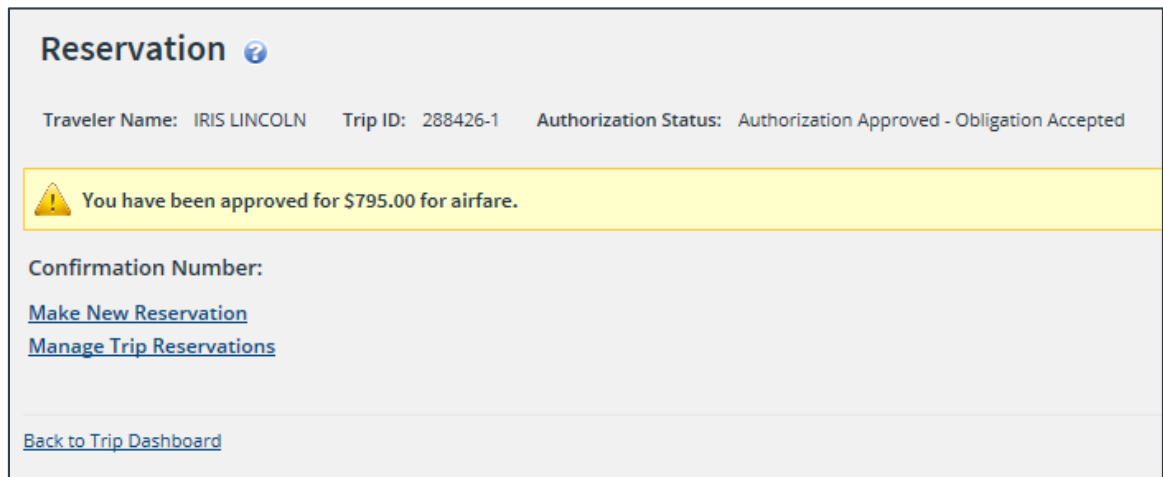 Reservation ?
Traveler Name: IRIS LINCOLN Trip ID: 288426-1 Authorization Status: Authorization Approved - Obligation Accepted
You have been approved for $795.00 for airfare.
Confirmation Number:
Make New Reservation
Manage Trip Reservations
Back to Trip Dashboard